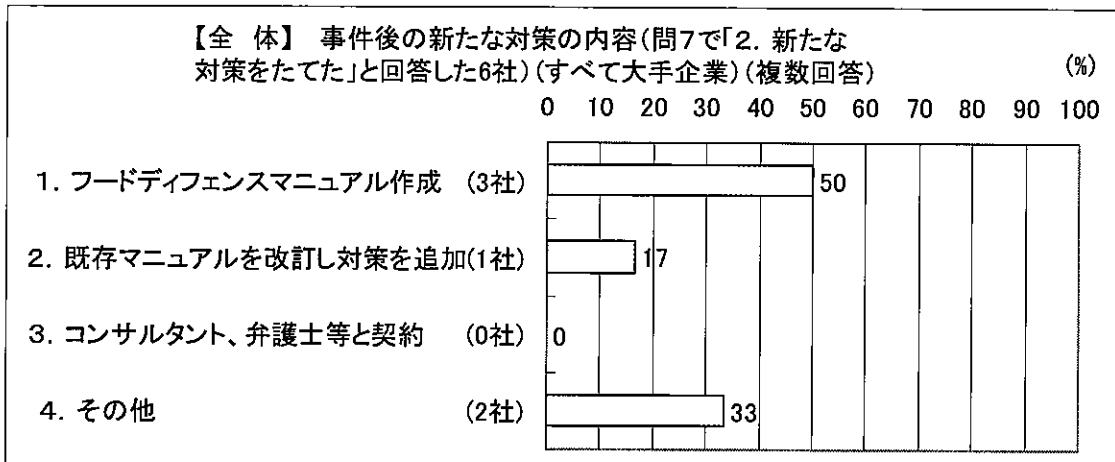 【全 体】 事件後の新たな対策の内容(問7で「2．新たな
対策をたてた」と回答した6社)(すべて大手企業)(複数回答)
(%)
0 10 20 30 40 50 60 70 80 90 100
1．フードディフェンスマニュアル作成 (3社) 50
2．既存マニュアルを改訂し対策を追加(1社) 17
3．コンサルタント、弁護士等と契約 (0社) 0
4．その他 (2社) 33